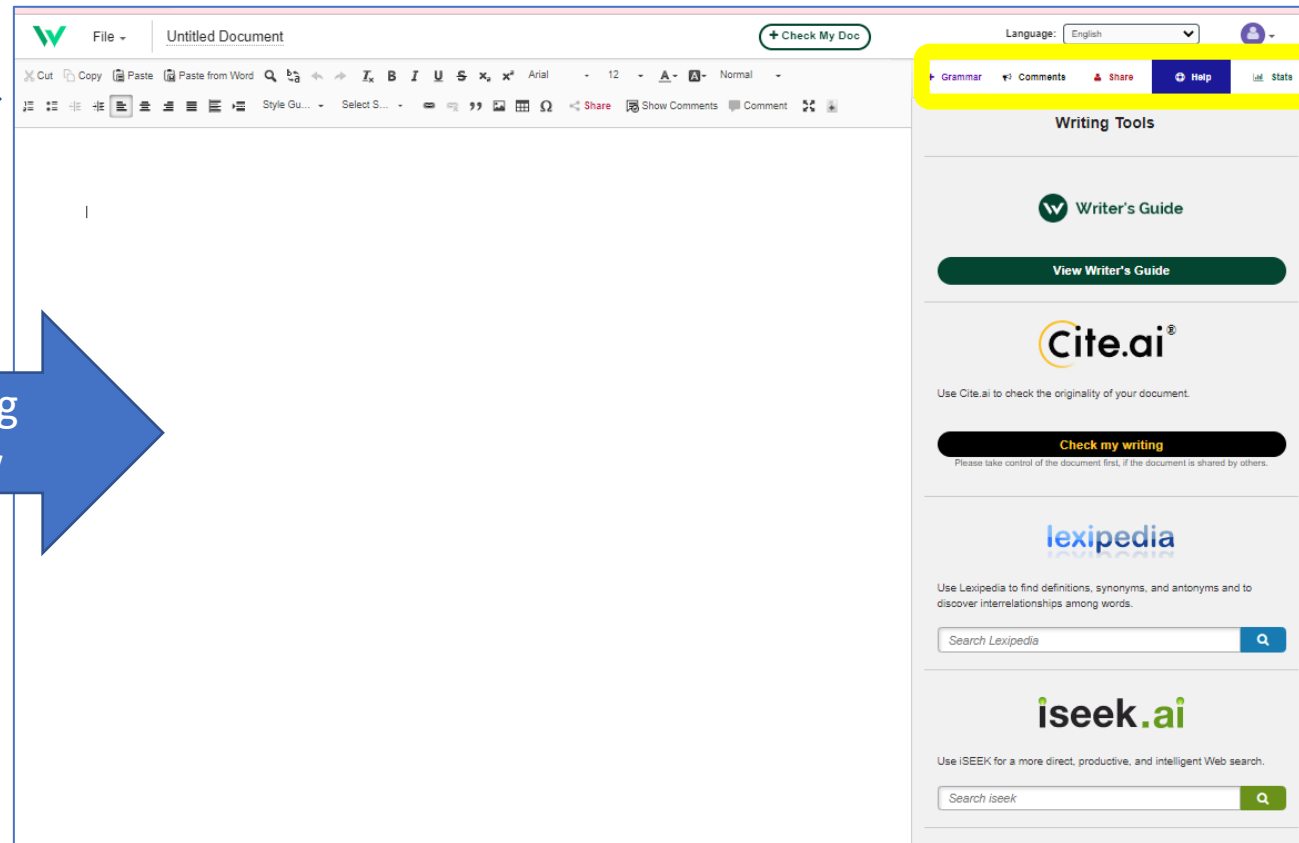 File
Untitled Document
+ Check My Doc
Language: English
Cut Copy Paste Paste from Word Arial 12 A A Normal
Style Gu... Select S... Share Show Comments Comment
Grammar Comments Share Help Stats
Writing Tools
Writer's Guide
View Writer's Guide
Cite.ai®
Use Cite.ai to check the originality of your document.
Check my writing
Please take control of the document first, if the document is shared by others.
lexipedia
Use Lexipedia to find definitions, synonyms, and antonyms and to
discover interrelationships among words.
Search Lexipedia
iseek.ai
Use iSEEK for a more direct, productive, and intelligent Web search.
Search iseek